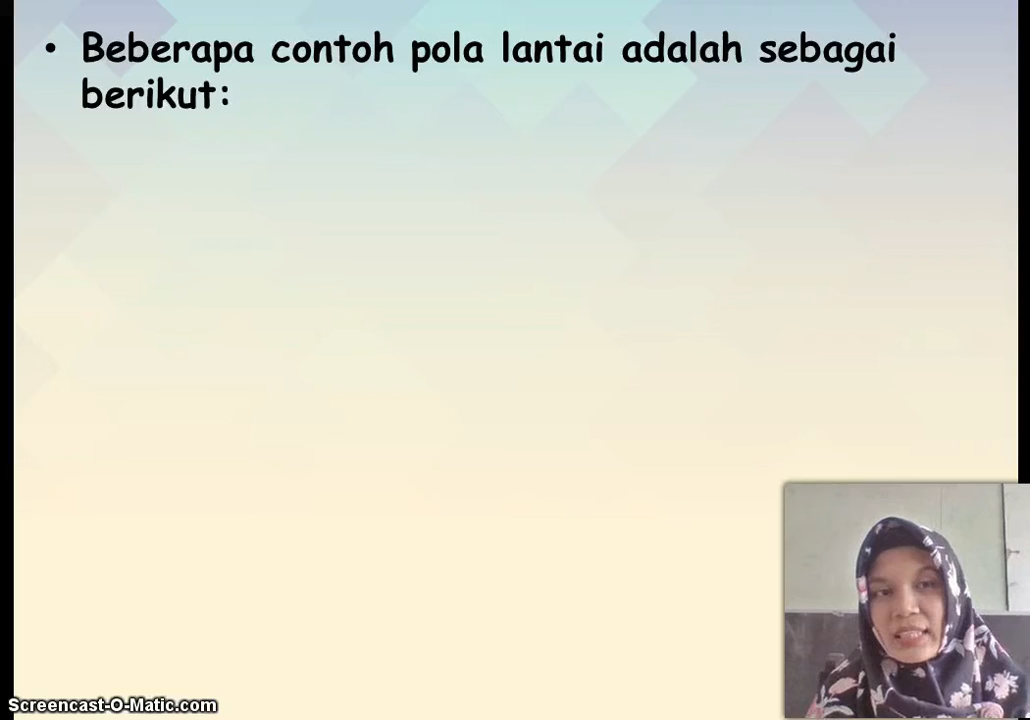 • Beberapa contoh pola lantai adalah sebagai
berikut:
Screencast-O-Matic.com